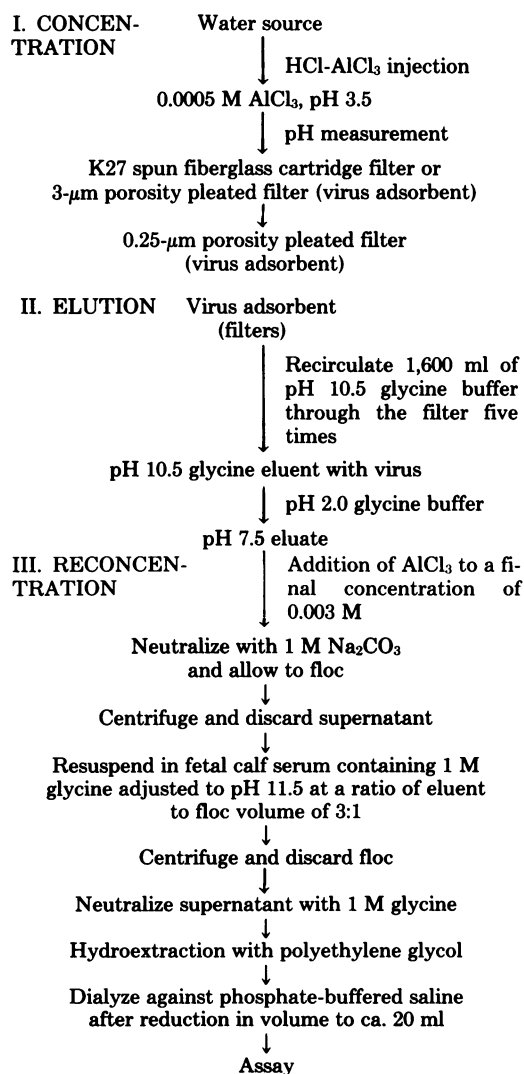 I. CONCEN-
TRATION
Water source
HCl-AlCl₃ injection
0.0005 M AlCl₃, pH 3.5
pH measurement
K27 spun fiberglass cartridge filter or
3-μm porosity pleated filter (virus adsorbent)
0.25-μm porosity pleated filter
(virus adsorbent)
II. ELUTION
Virus adsorbent
(filters)
Recirculate 1,600 ml of
pH 10.5 glycine buffer
through the filter five
times
pH 10.5 glycine eluent with virus
pH 2.0 glycine buffer
pH 7.5 eluate
III. RECONCEN-
TRATION
Addition of AlCl₃ to a fi-
nal concentration of
0.003 M
Neutralize with 1 M Na₂CO₃
and allow to floc
Centrifuge and discard supernatant
Resuspend in fetal calf serum containing 1 M
glycine adjusted to pH 11.5 at a ratio of eluent
to floc volume of 3:1
Centrifuge and discard floc
Neutralize supernatant with 1 M glycine
Hydroextraction with polyethylene glycol
Dialyze against phosphate-buffered saline
after reduction in volume to ca. 20 ml
Assay